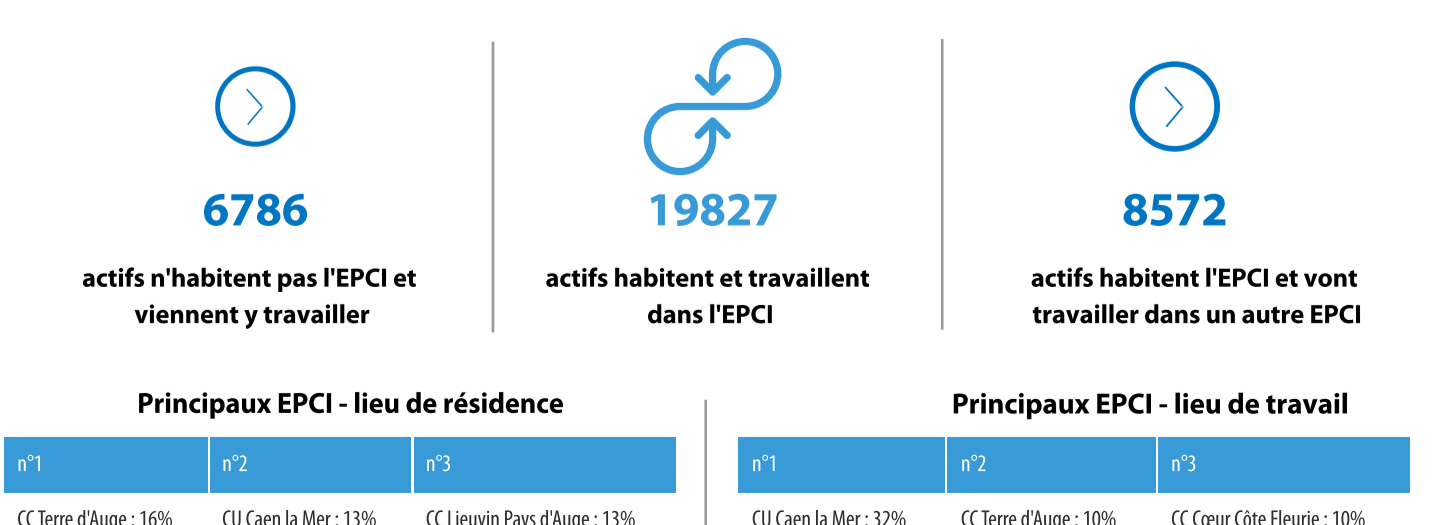 6786
actifs n'habitent pas l'EPCI et
viennent y travailler
19827
actifs habitent et travaillent
dans l'EPCI
8572
actifs habitent l'EPCI et vont
travailler dans un autre EPCI
Principaux EPCI - lieu de résidence
n°1 n°2 n°3
CC Terre d'Auge : 16% CU Caen la Mer : 13% CC Lieuvin Pays d'Auge : 13%
Principaux EPCI - lieu de travail
n°1 n°2 n°3
CU Caen la Mer : 32% CC Terre d'Auge : 10% CC Cœur Côte Fleurie : 10%